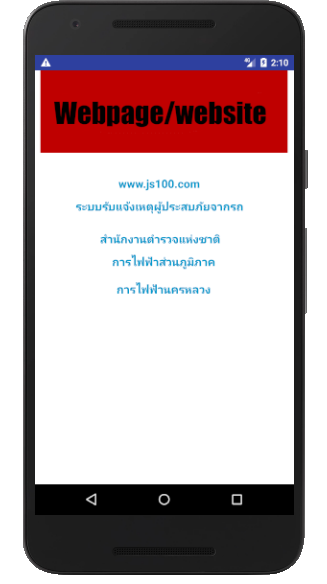 4G 2:10
Webpage/website
www.js100.com
ระบบรับแจ้งเหตุผู้ประสบภัยจากรถ
สำนักงานตำรวจแห่งชาติ
การไฟฟ้าส่วนภูมิภาค
การไฟฟ้านครหลวง